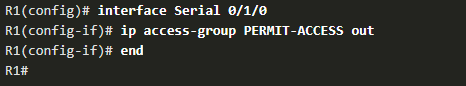 R1(config)# interface Serial 0/1/0
R1(config-if)# ip access-group PERMIT-ACCESS out
R1(config-if)# end
R1#